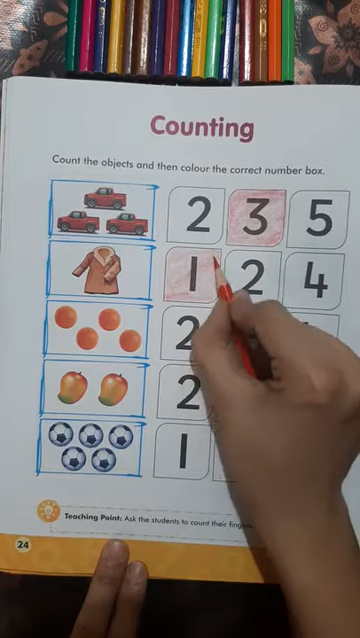 Counting
Count the objects and then colour the correct number box.
2 3 5
1 2 4
2
2
1
Teaching Point: Ask the students to count their fingers
24